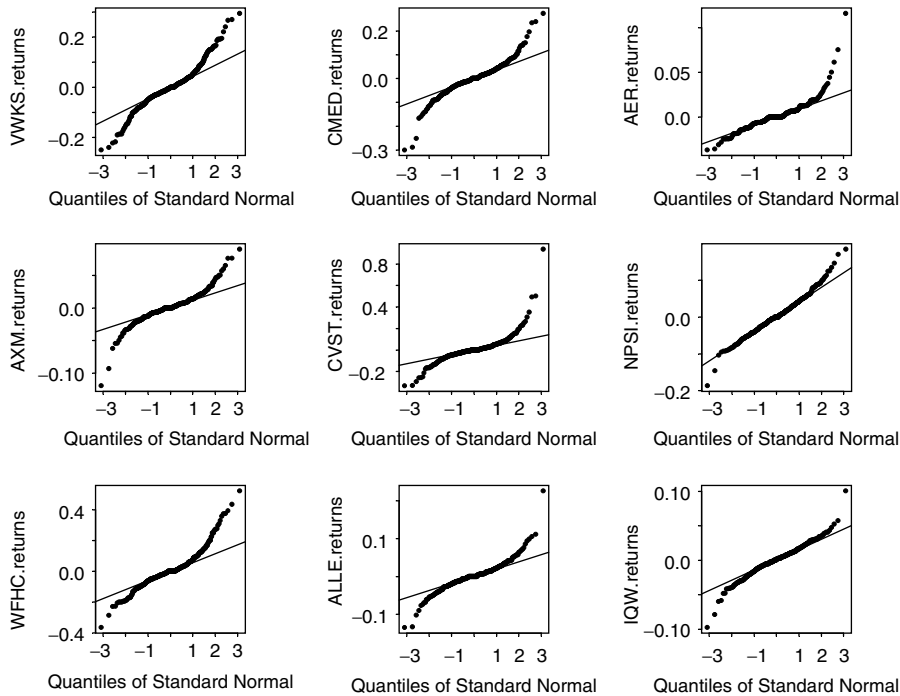 VWKS.returns
0.2
0.0
−0.2
−3 −1 1 2 3
Quantiles of Standard Normal
CMED.returns
0.2
0.0
−0.3
−3 −1 1 2 3
Quantiles of Standard Normal
AER.returns
0.05
0.0
−3 −1 1 2 3
Quantiles of Standard Normal
AXM.returns
0.0
−0.10
−3 −1 1 2 3
Quantiles of Standard Normal
CVST.returns
0.8
0.4
−0.2
−3 −1 1 2 3
Quantiles of Standard Normal
NPSI.returns
0.0
−0.2
−3 −1 1 2 3
Quantiles of Standard Normal
WFHC.returns
0.4
0.0
−0.4
−3 −1 1 2 3
Quantiles of Standard Normal
ALLE.returns
0.1
−0.1
−3 −1 1 2 3
Quantiles of Standard Normal
IQW.returns
0.10
0.0
−0.10
−3 −1 1 2 3
Quantiles of Standard Normal